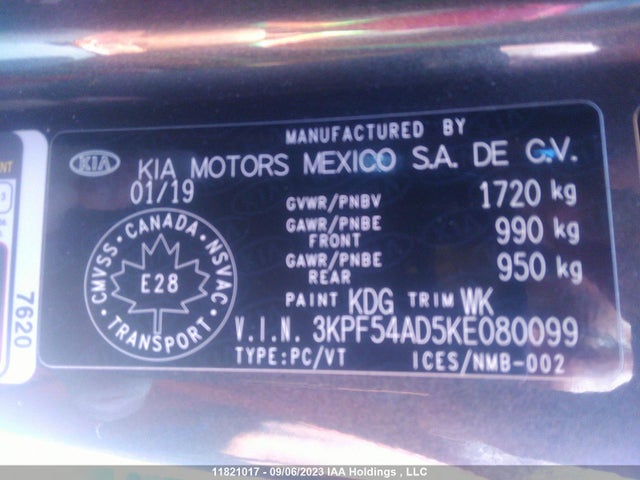 MANUFACTURED BY
KIA KIA MOTORS MEXICO S.A. DE C.V.
01/19
GVWR/PNBV 1720 kg
GAWR/PNBE FRONT 990 kg
GAWR/PNBE REAR 950 kg
CMVSS · CANADA · NSVAC · TRANSPORT ·
E28
PAINT KDG TRIM WK
V.I.N. 3KPF54AD5KE080099
TYPE:PC/VT ICES/NMB-002
7620
11821017 - 09/06/2023 IAA Holdings , LLC